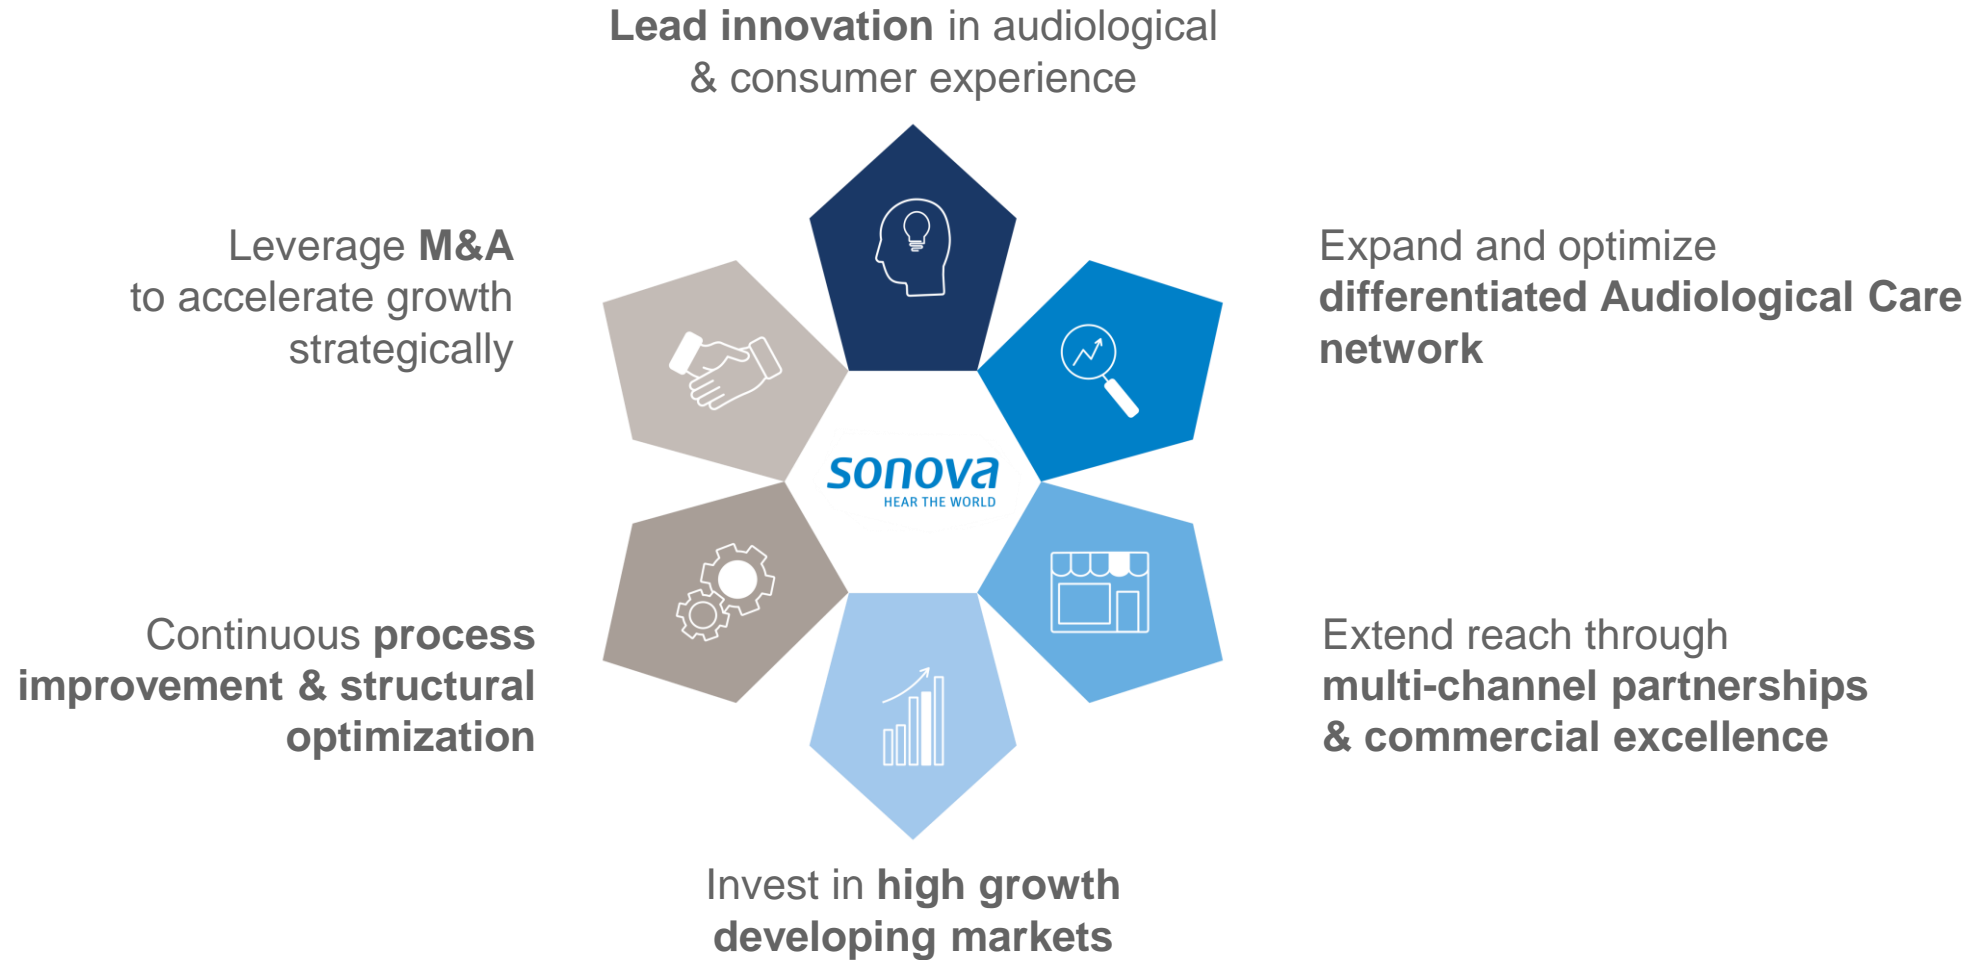 Lead innovation in audiological
& consumer experience
Leverage M&A
to accelerate growth
strategically
Expand and optimize
differentiated Audiological Care
network
sonova
HEAR THE WORLD
Continuous process
improvement & structural
optimization
Extend reach through
multi-channel partnerships
& commercial excellence
Invest in high growth
developing markets